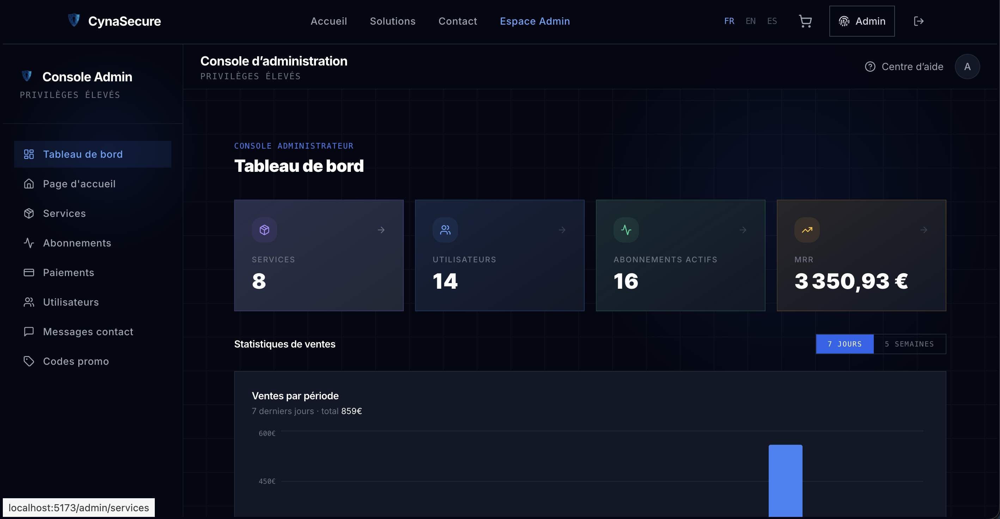 CynaSecure
Accueil
Solutions
Contact
Espace Admin
FR
EN
ES
Admin
Console Admin
PRIVILÈGES ÉLEVÉS
Console d’administration
PRIVILÈGES ÉLEVÉS
Centre d’aide
A
Tableau de bord
Page d'accueil
Services
Abonnements
Paiements
Utilisateurs
Messages contact
Codes promo
CONSOLE ADMINISTRATEUR
Tableau de bord
SERVICES
8
UTILISATEURS
14
ABONNEMENTS ACTIFS
16
MRR
3 350,93 €
Statistiques de ventes
7 JOURS
5 SEMAINES
Ventes par période
7 derniers jours · total 859€
600€
450€
localhost:5173/admin/services